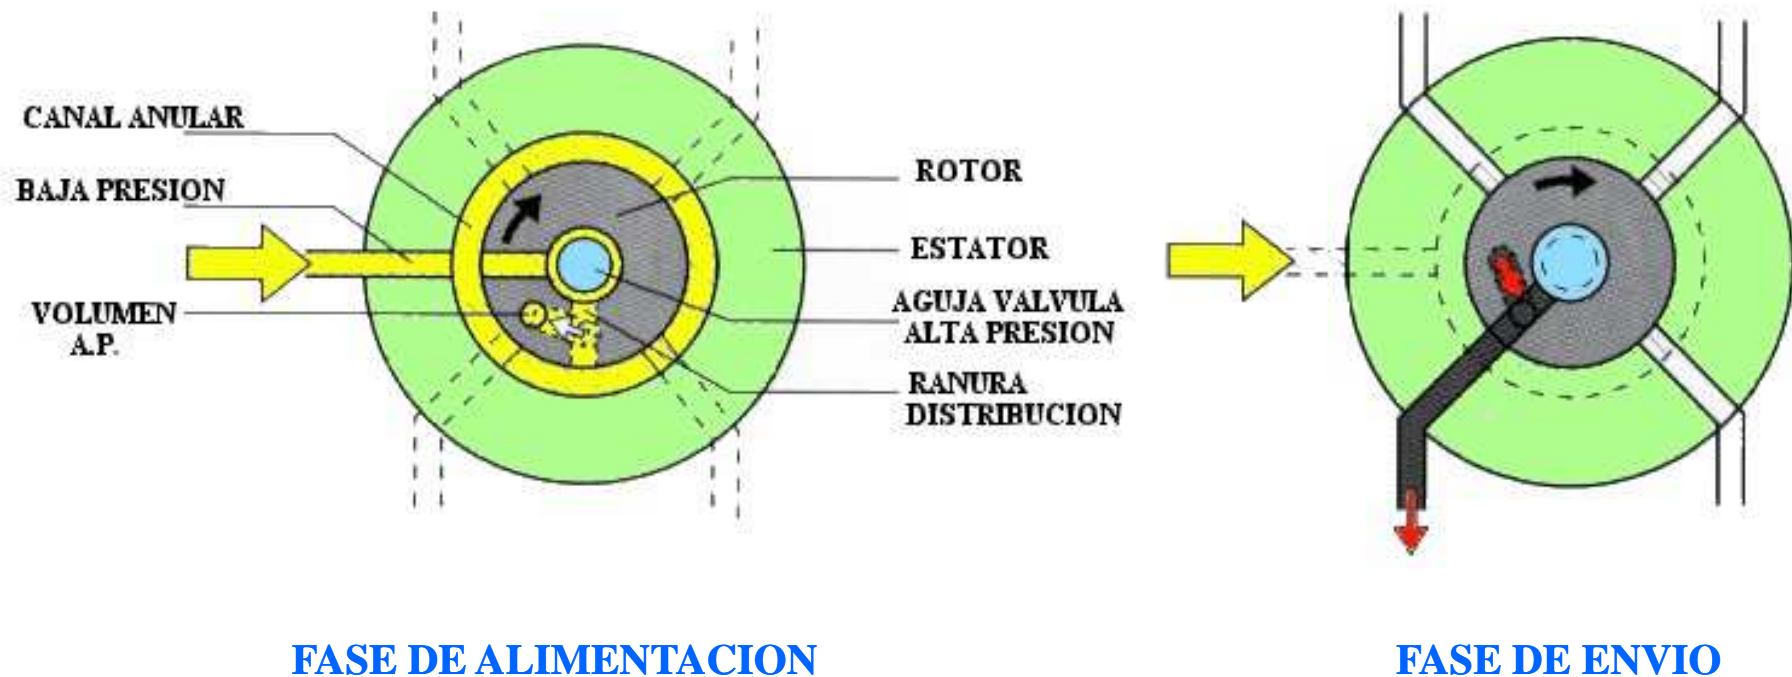 CANAL ANULAR
BAJA PRESION
VOLUMEN
A.P.
ROTOR
ESTATOR
AGUJA VALVULA
ALTA PRESION
RANURA
DISTRIBUCION
FASE DE ALIMENTACION
FASE DE ENVIO